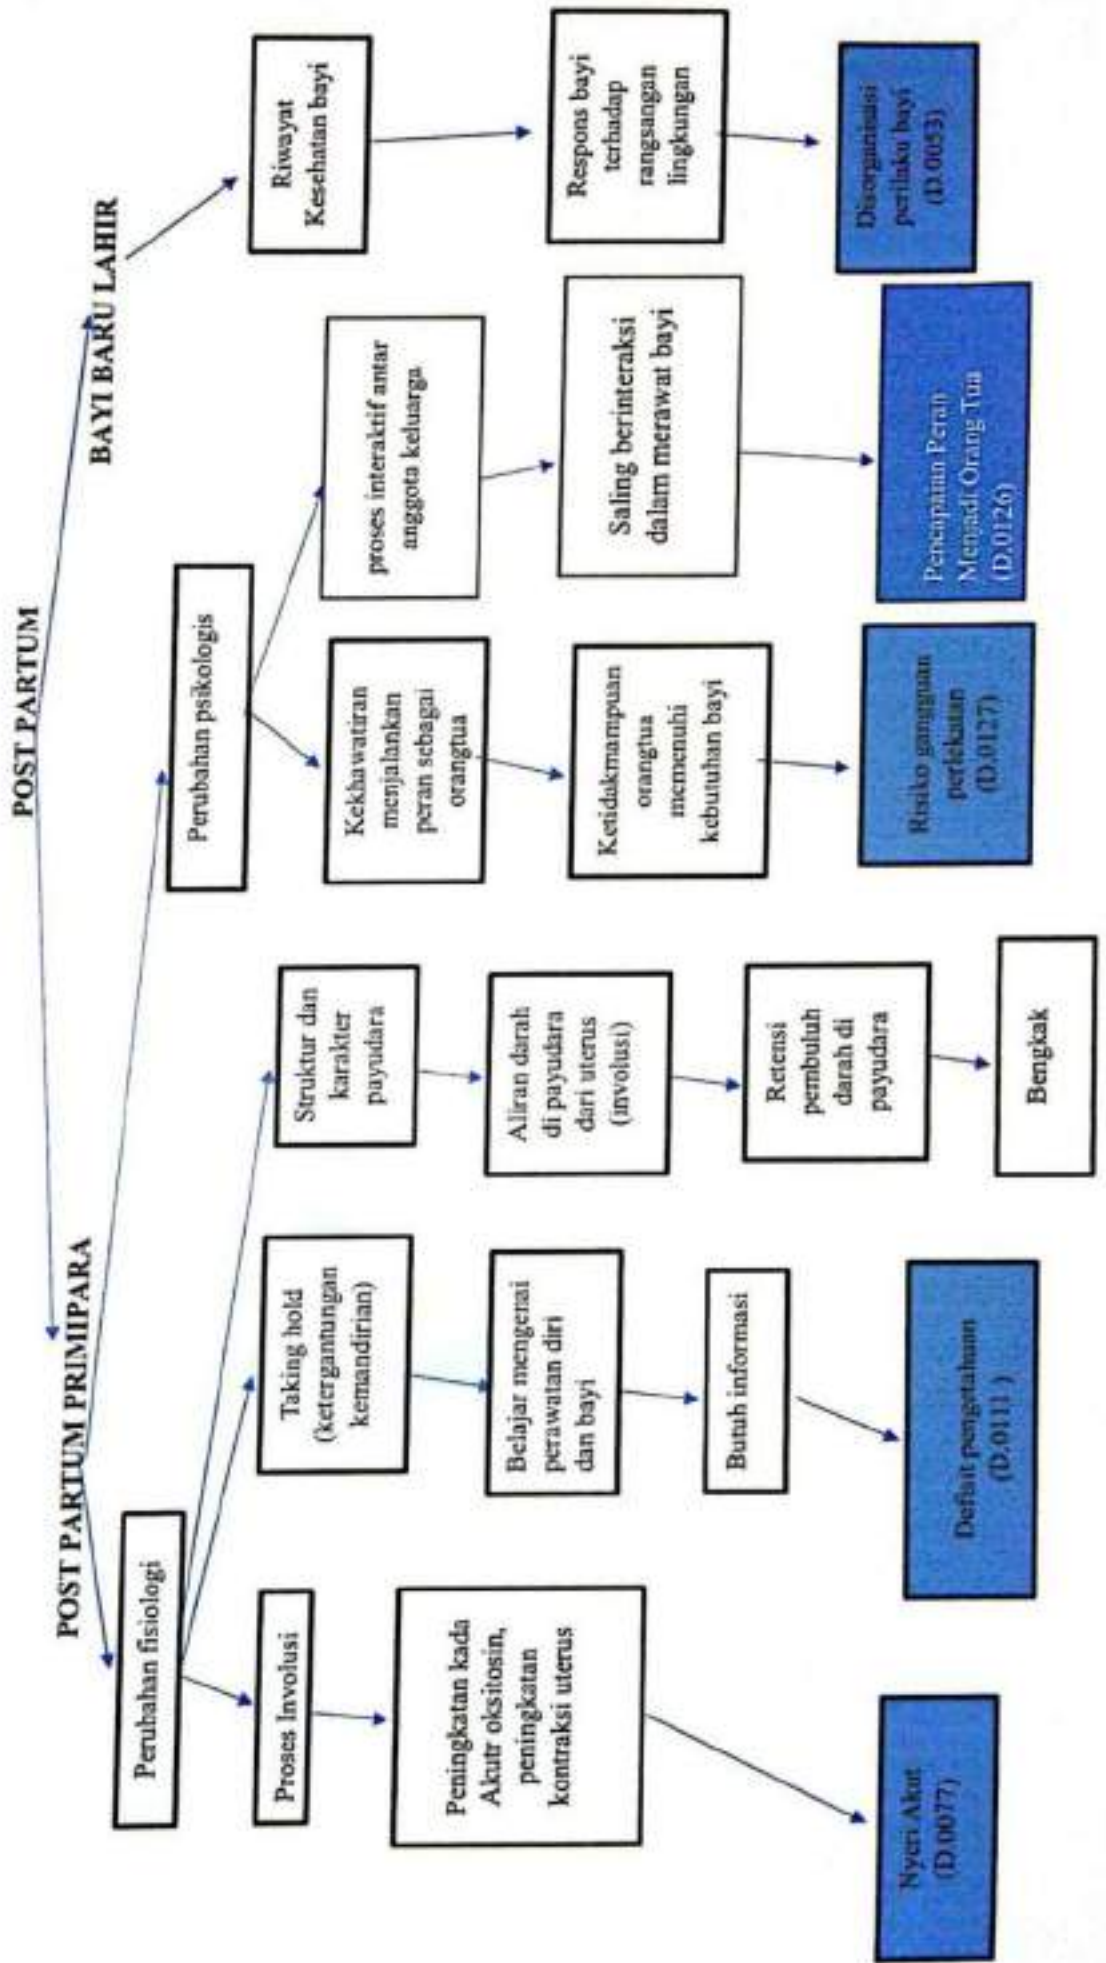 POST PARTUM
POST PARTUM PRIMIPARA
BAYI BARU LAHIR
Perubahan fisiologi
Perubahan psikologis
Riwayat
Kesehatan bayi
Proses Involusi
Taking hold
(ketergantungan
kemandirian)
Struktur dan
karakter
payudara
Kekhawatiran
menjalankan
peran sebagai
orangtua
proses interaktif antar
anggota keluarga
Peningkatan kada
Akutr oksitosin,
peningkatan
kontraksi uterus
Belajar mengenai
perawatan diri
dan bayi
Aliran darah
di payudara
dari uterus
(involusi)
Ketidakmampuan
orangtua
memenuhi
kebutuhan bayi
Saling berinteraksi
dalam merawat bayi
Respons bayi
terhadap
rangsangan
lingkungan
Butuh informasi
Retensi
pembuluh
darah di
payudara
Nyeri Akut
(D.0077)
Defisit pengetahuan
(D.0111 )
Bengkak
Risiko gangguan
perlekatan
(D.0127)
Pencapaian Peran
Menjadi Orang Tua
(D.0126)
Disorganisasi
perilaku bayi
(D.0053)